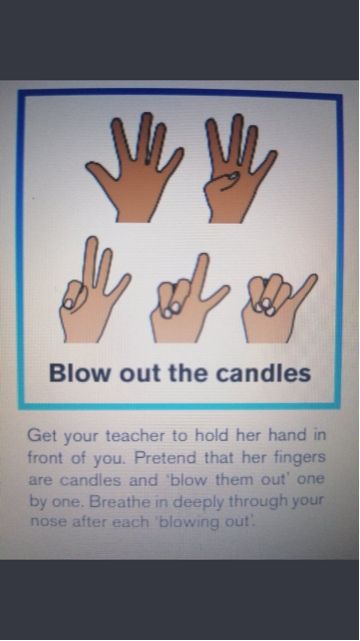 Blow out the candles
Get your teacher to hold her hand in
front of you. Pretend that her fingers
are candles and ‘blow them out’ one
by one. Breathe in deeply through your
nose after each ‘blowing out’.